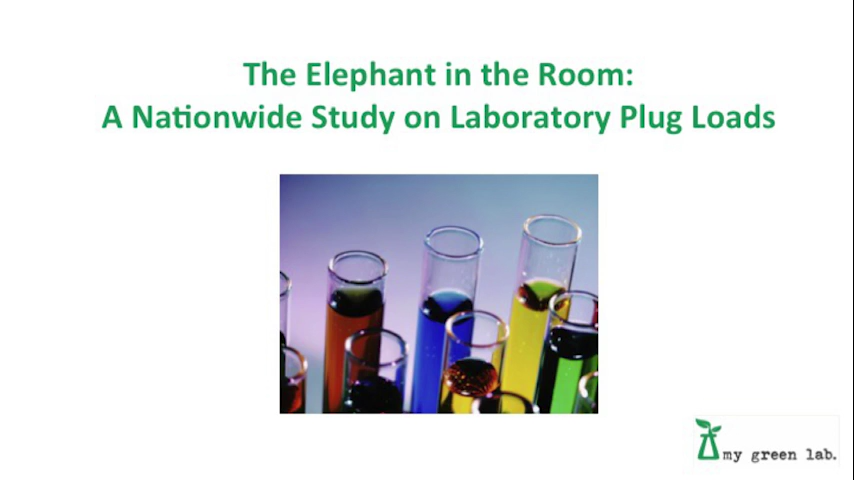 The Elephant in the Room:
A Nationwide Study on Laboratory Plug Loads
my green lab.